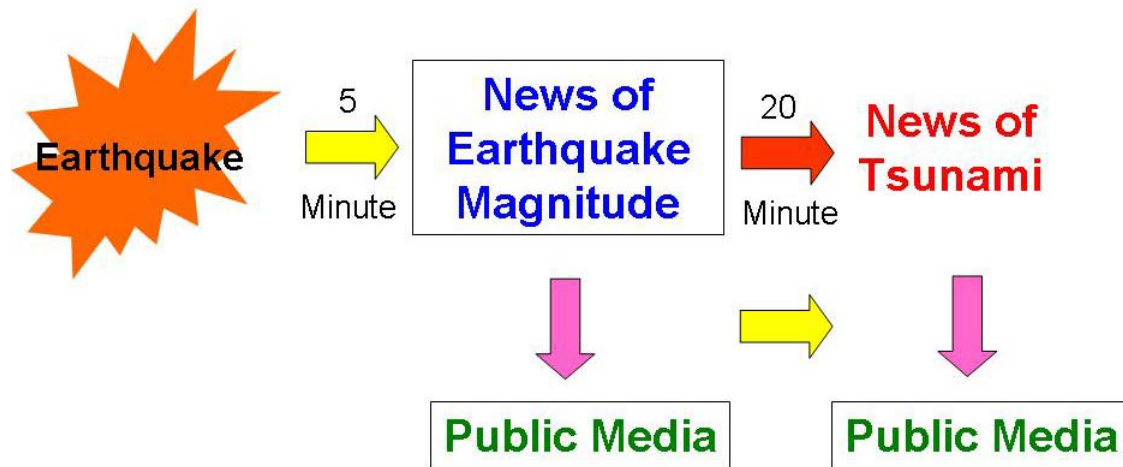 Earthquake
5
Minute
News of
Earthquake
Magnitude
20
Minute
News of
Tsunami
Public Media
Public Media